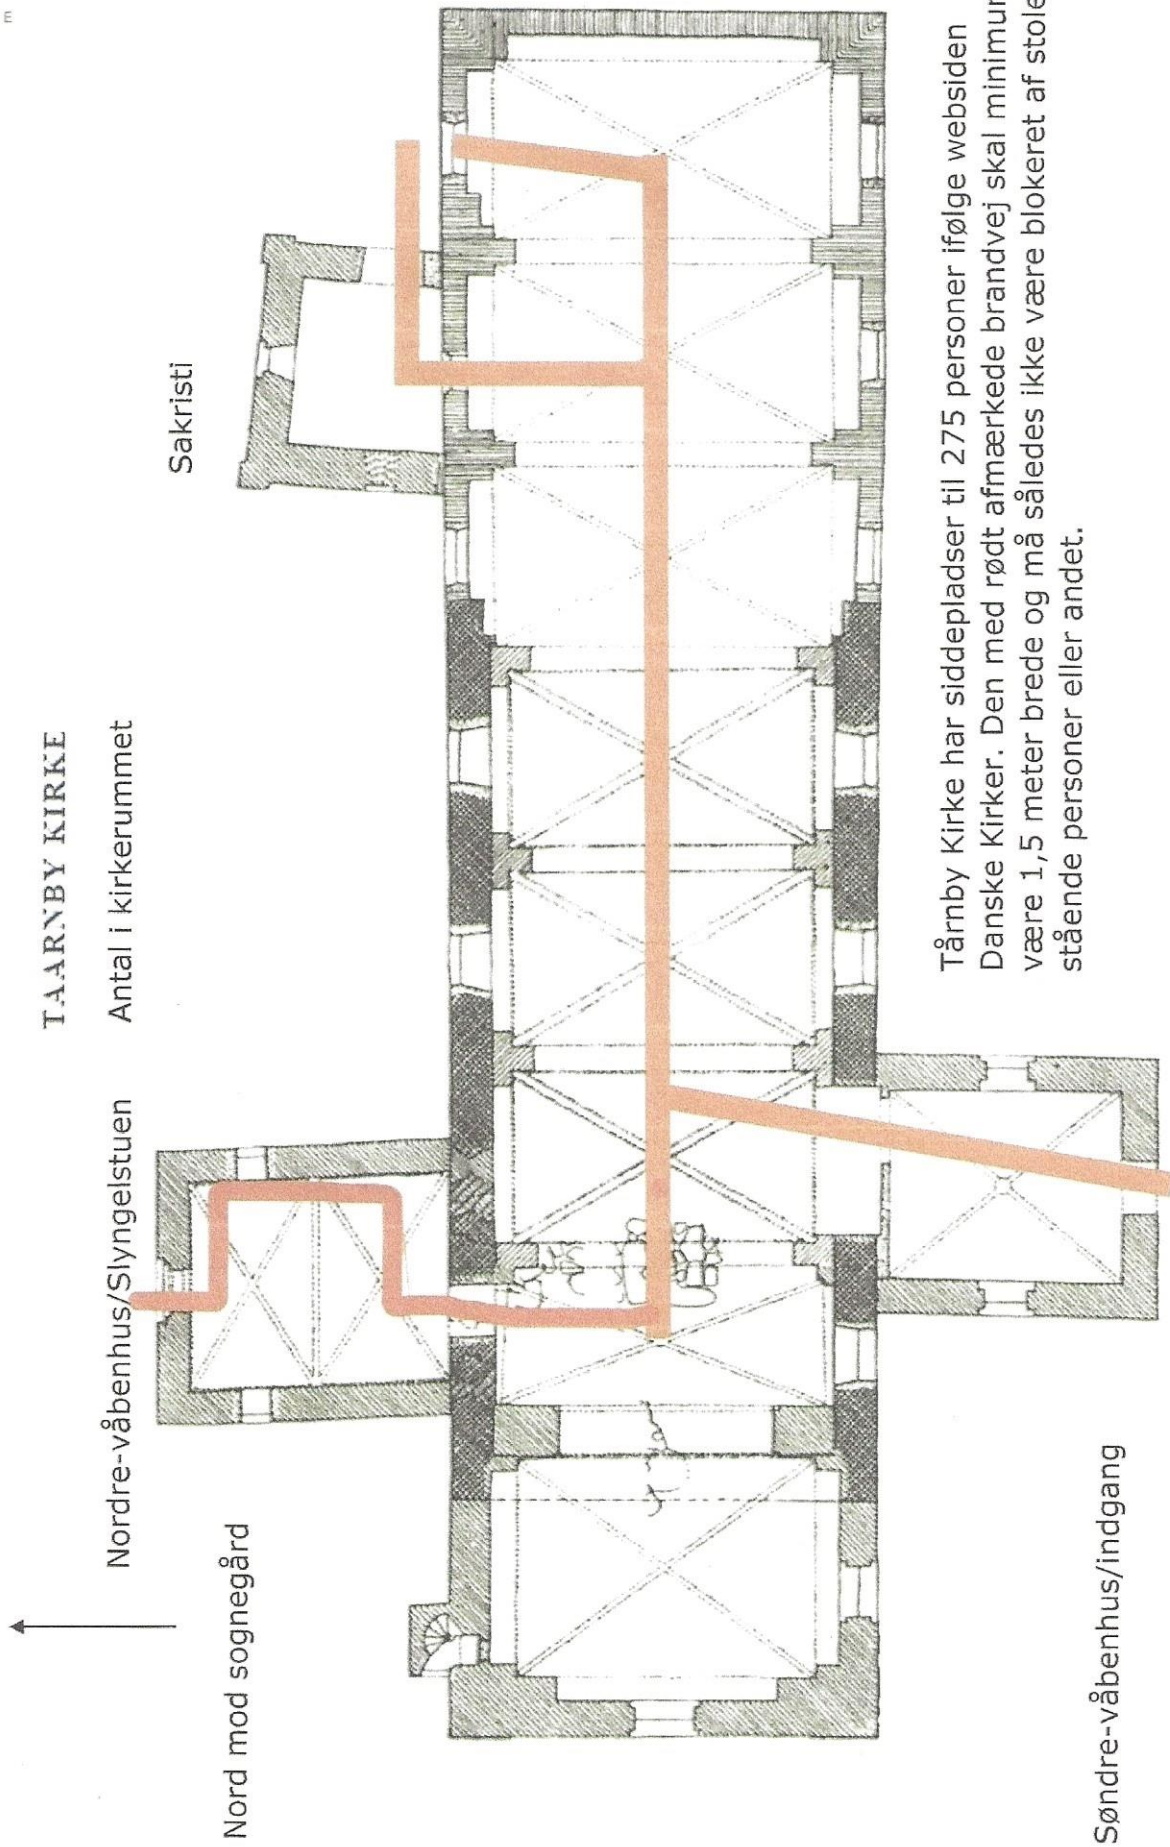 TAARNBY KIRKE
Antal i kirkerummet
Nordre-våbenhus/Slyngelstuen
Nord mod sognegård
Sakristi
Søndre-våbenhus/indgang
Tårnby Kirke har siddepladser til 275 personer ifølge websiden
Danske Kirker. Den med rødt afmærkede brandvej skal minimum
være 1,5 meter brede og må således ikke være blokeret af stole
stående personer eller andet.